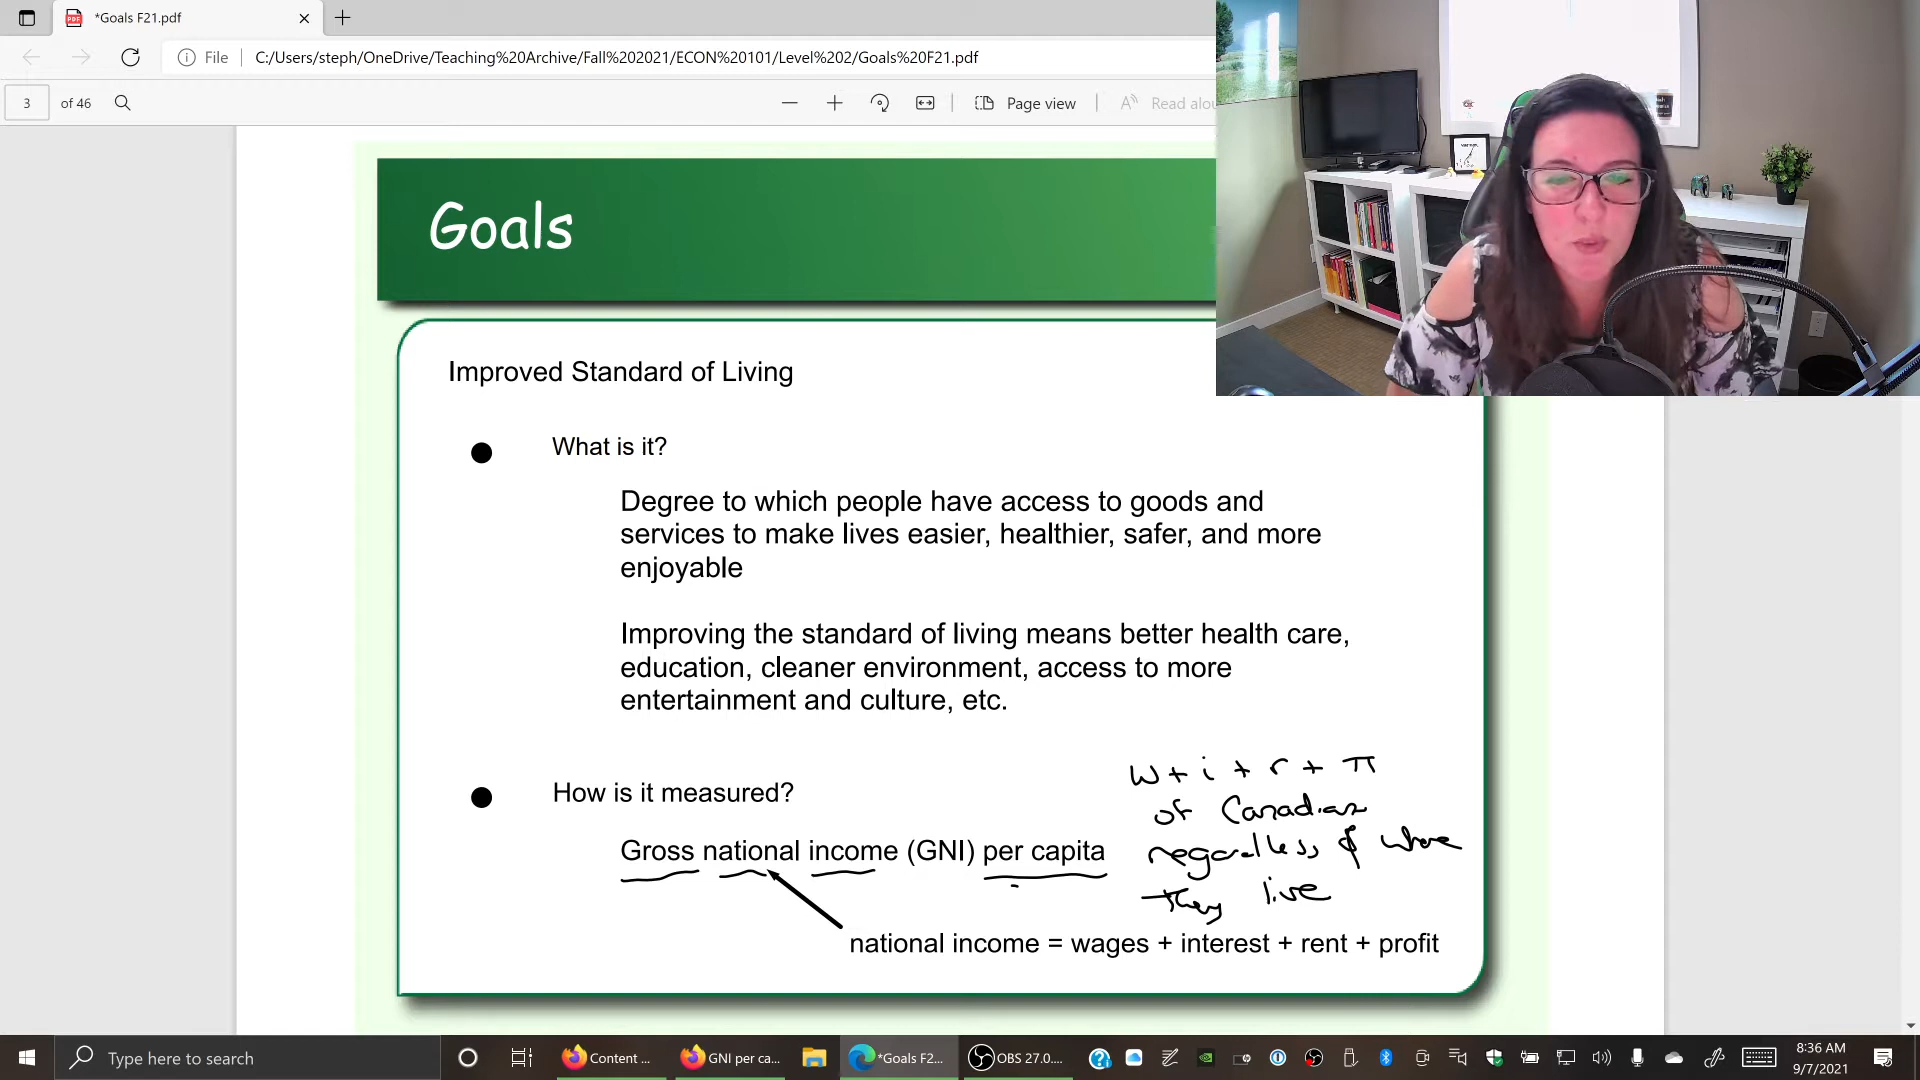 *Goals F21.pdf
File C:/Users/steph/OneDrive/Teaching%20Archive/Fall%202021/ECON%20101/Level%202/Goals%20F21.pdf
3 of 46
Page view
Read alou
Goals
Improved Standard of Living
What is it?
Degree to which people have access to goods and
services to make lives easier, healthier, safer, and more
enjoyable
Improving the standard of living means better health care,
education, cleaner environment, access to more
entertainment and culture, etc.
How is it measured?
w + i + r + π
of Canadians
regardless of where
they live
Gross national income (GNI) per capita
national income = wages + interest + rent + profit
Type here to search
Content ...
GNI per ca...
*Goals F2...
OBS 27.0....
8:36 AM
9/7/2021